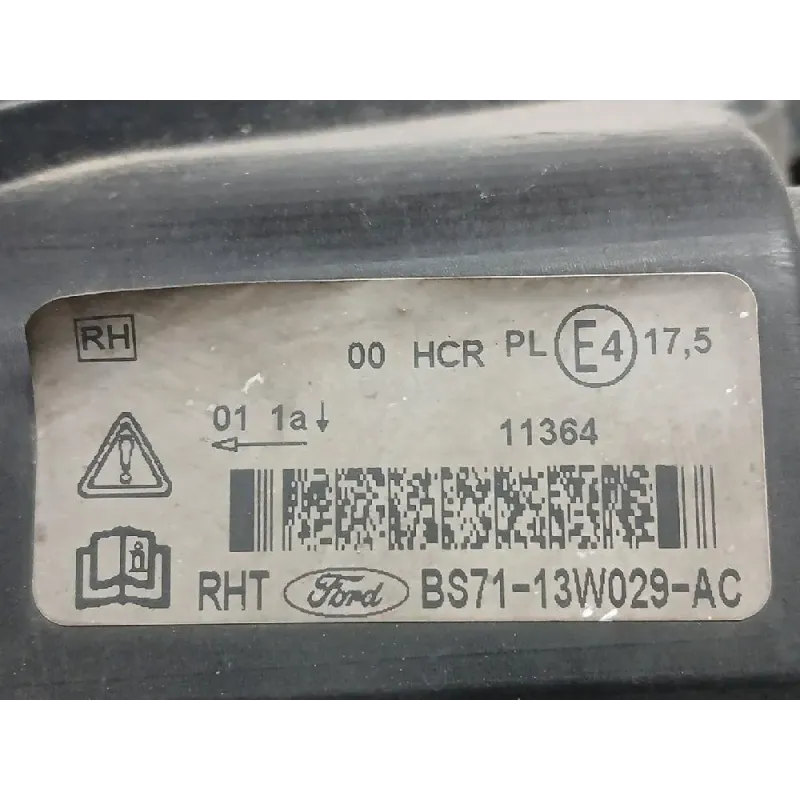 RH
00 HCR PL E4 17,5
01 1a↓
11364
RHT Ford BS71-13W029-AC